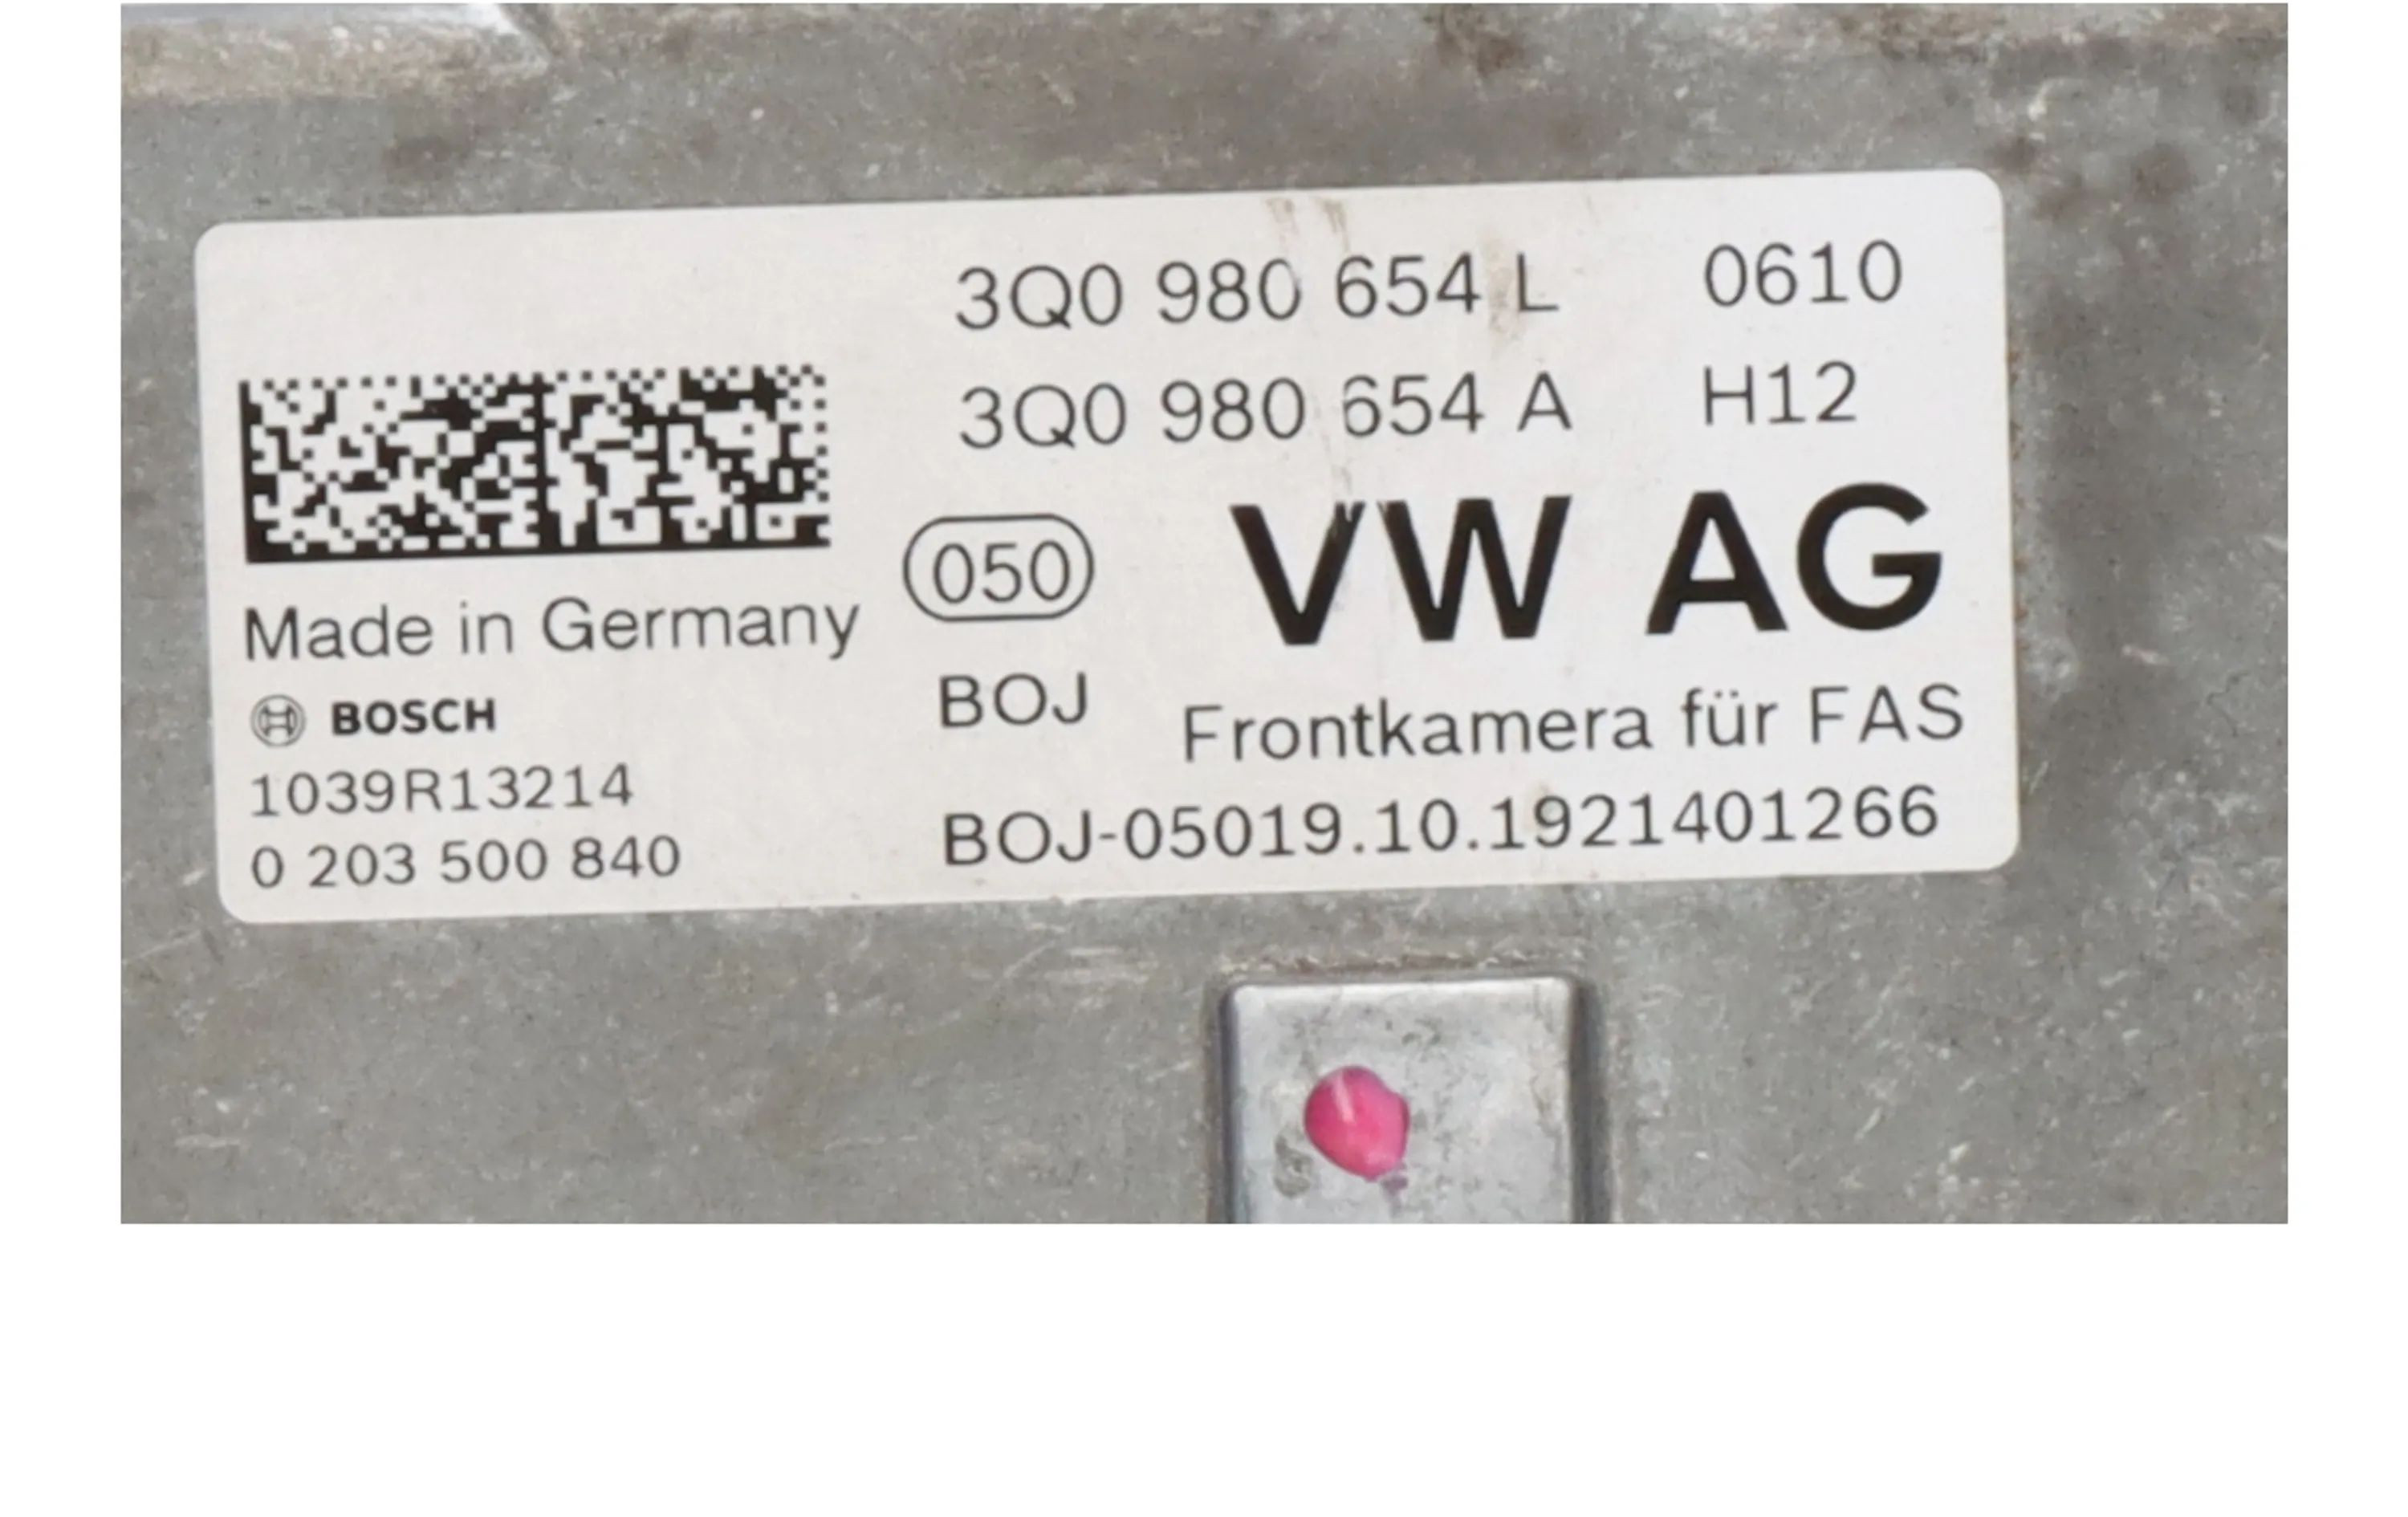 3Q0 980 654 L 0610
3Q0 980 654 A H12
050 VW AG
Made in Germany
BOJ Frontkamera für FAS
BOSCH
1039R13214
BOJ-05019.10.1921401266
0 203 500 840